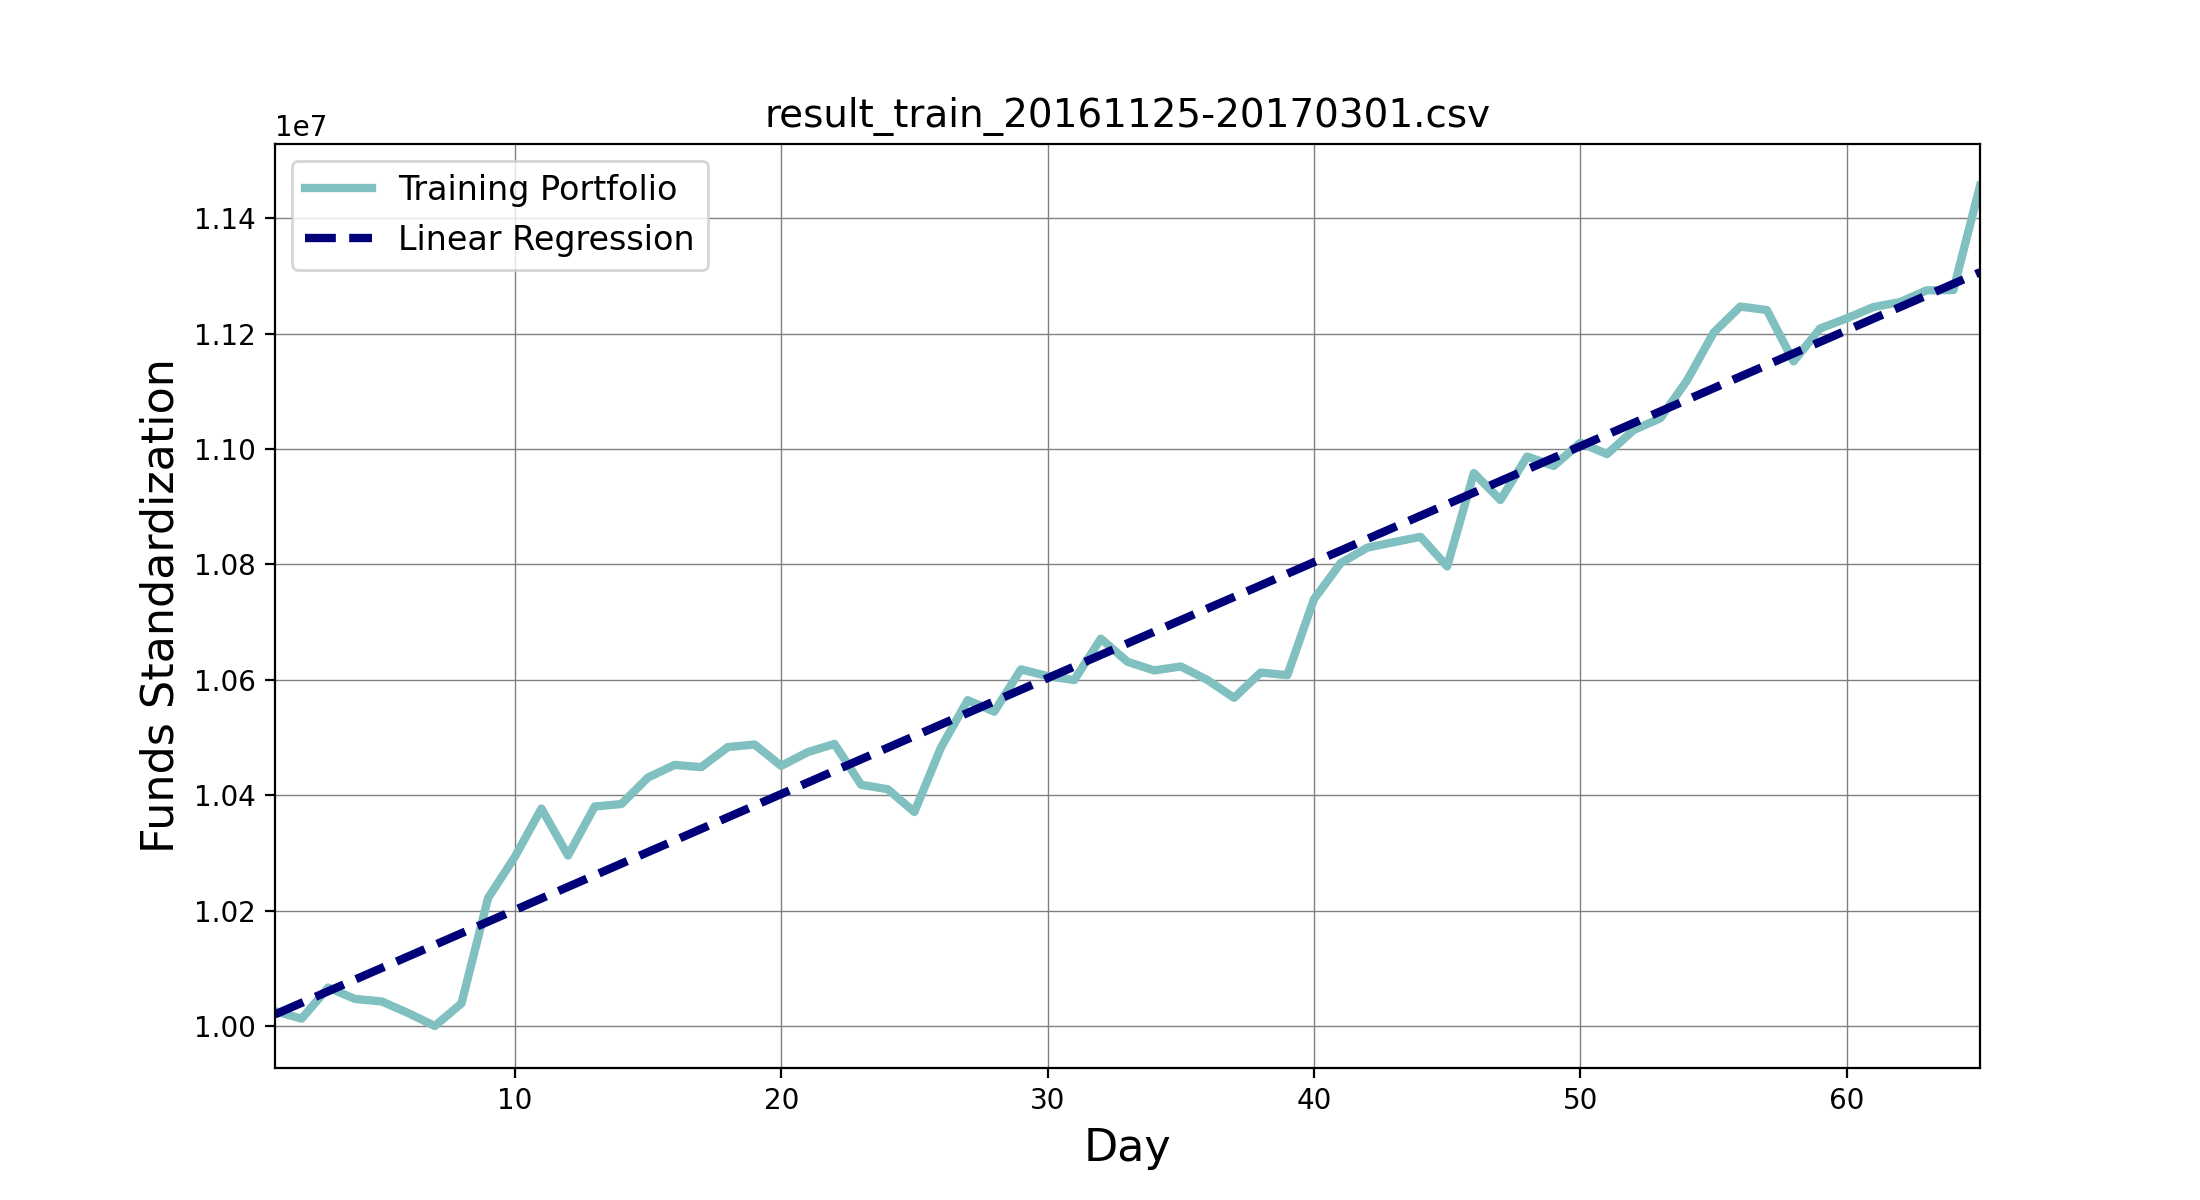 result_train_20161125-20170301.csv
1e7
Training Portfolio
Linear Regression
1.14
1.12
1.10
1.08
1.06
1.04
1.02
1.00
Funds Standardization
10 20 30 40 50 60
Day